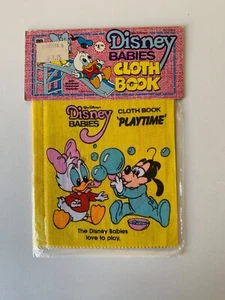 Disney
BABIES
CLOTH
BOOK
Walt Disney's
Disney
BABIES
CLOTH BOOK
'PLAYTIME'
The Disney Babies
love to play.